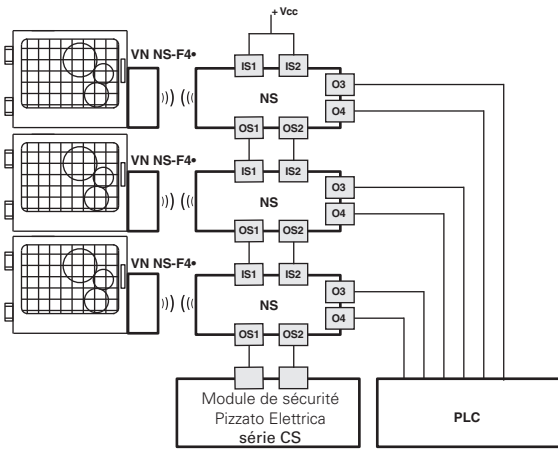 + Vcc
VN NS-F4•
IS1
IS2
NS
O3
O4
OS1
OS2
VN NS-F4•
IS1
IS2
NS
O3
O4
OS1
OS2
VN NS-F4•
IS1
IS2
NS
O3
O4
OS1
OS2
Module de sécurité
Pizzato Elettrica
série CS
PLC